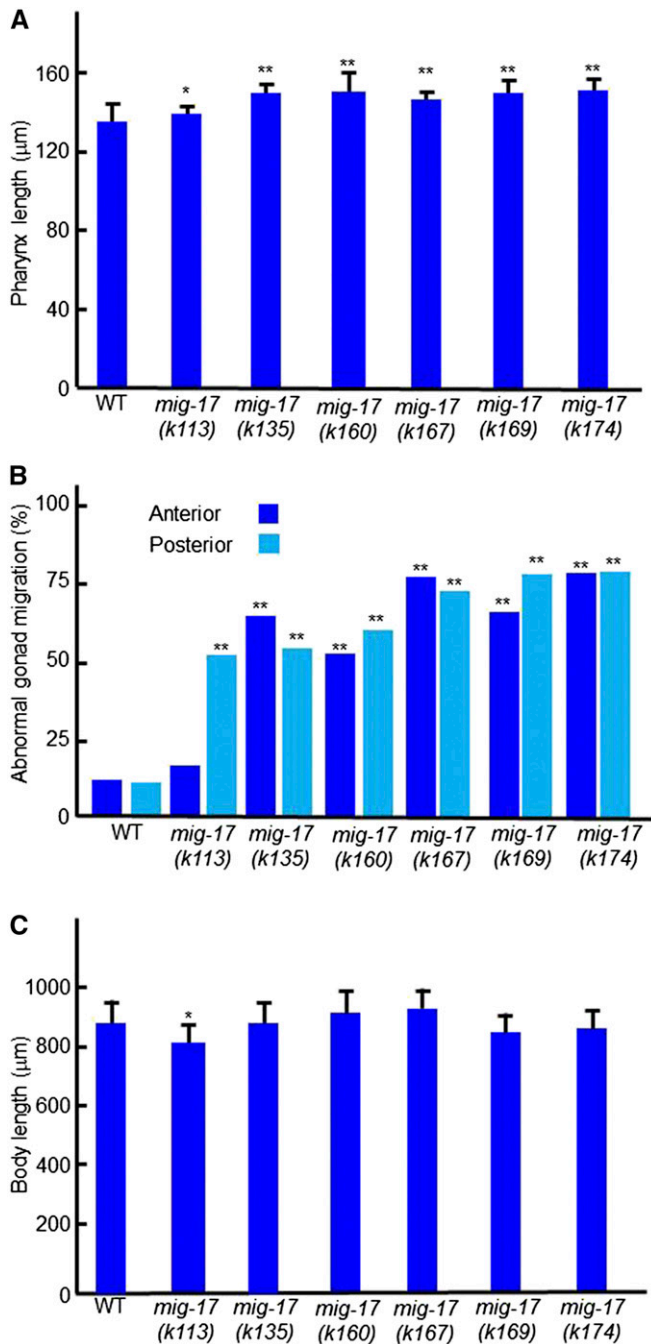 A
Pharynx length (µm)
160
120
80
40
0
* ** ** ** ** **
WT mig-17 mig-17 mig-17 mig-17 mig-17 mig-17
(k113) (k135) (k160) (k167) (k169) (k174)
B
Abnormal gonad migration (%)
100
75
50
25
0
Anterior
Posterior
** ** ** ** ** ** ** ** ** ** **
WT mig-17 mig-17 mig-17 mig-17 mig-17 mig-17
(k113) (k135) (k160) (k167) (k169) (k174)
C
Body length (µm)
1000
800
600
400
200
0
*
WT mig-17 mig-17 mig-17 mig-17 mig-17 mig-17
(k113) (k135) (k160) (k167) (k169) (k174)